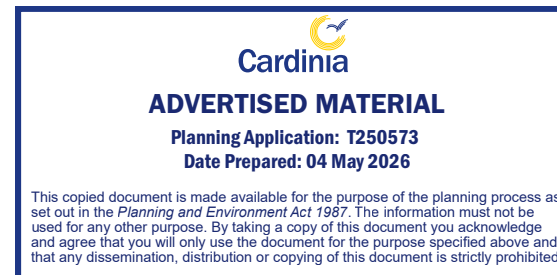 Cardinia
ADVERTISED MATERIAL
Planning Application: T250573
Date Prepared: 04 May 2026
This copied document is made available for the purpose of the planning process as
set out in the Planning and Environment Act 1987. The information must not be
used for any other purpose. By taking a copy of this document you acknowledge
and agree that you will only use the document for the purpose specified above and
that any dissemination, distribution or copying of this document is strictly prohibited